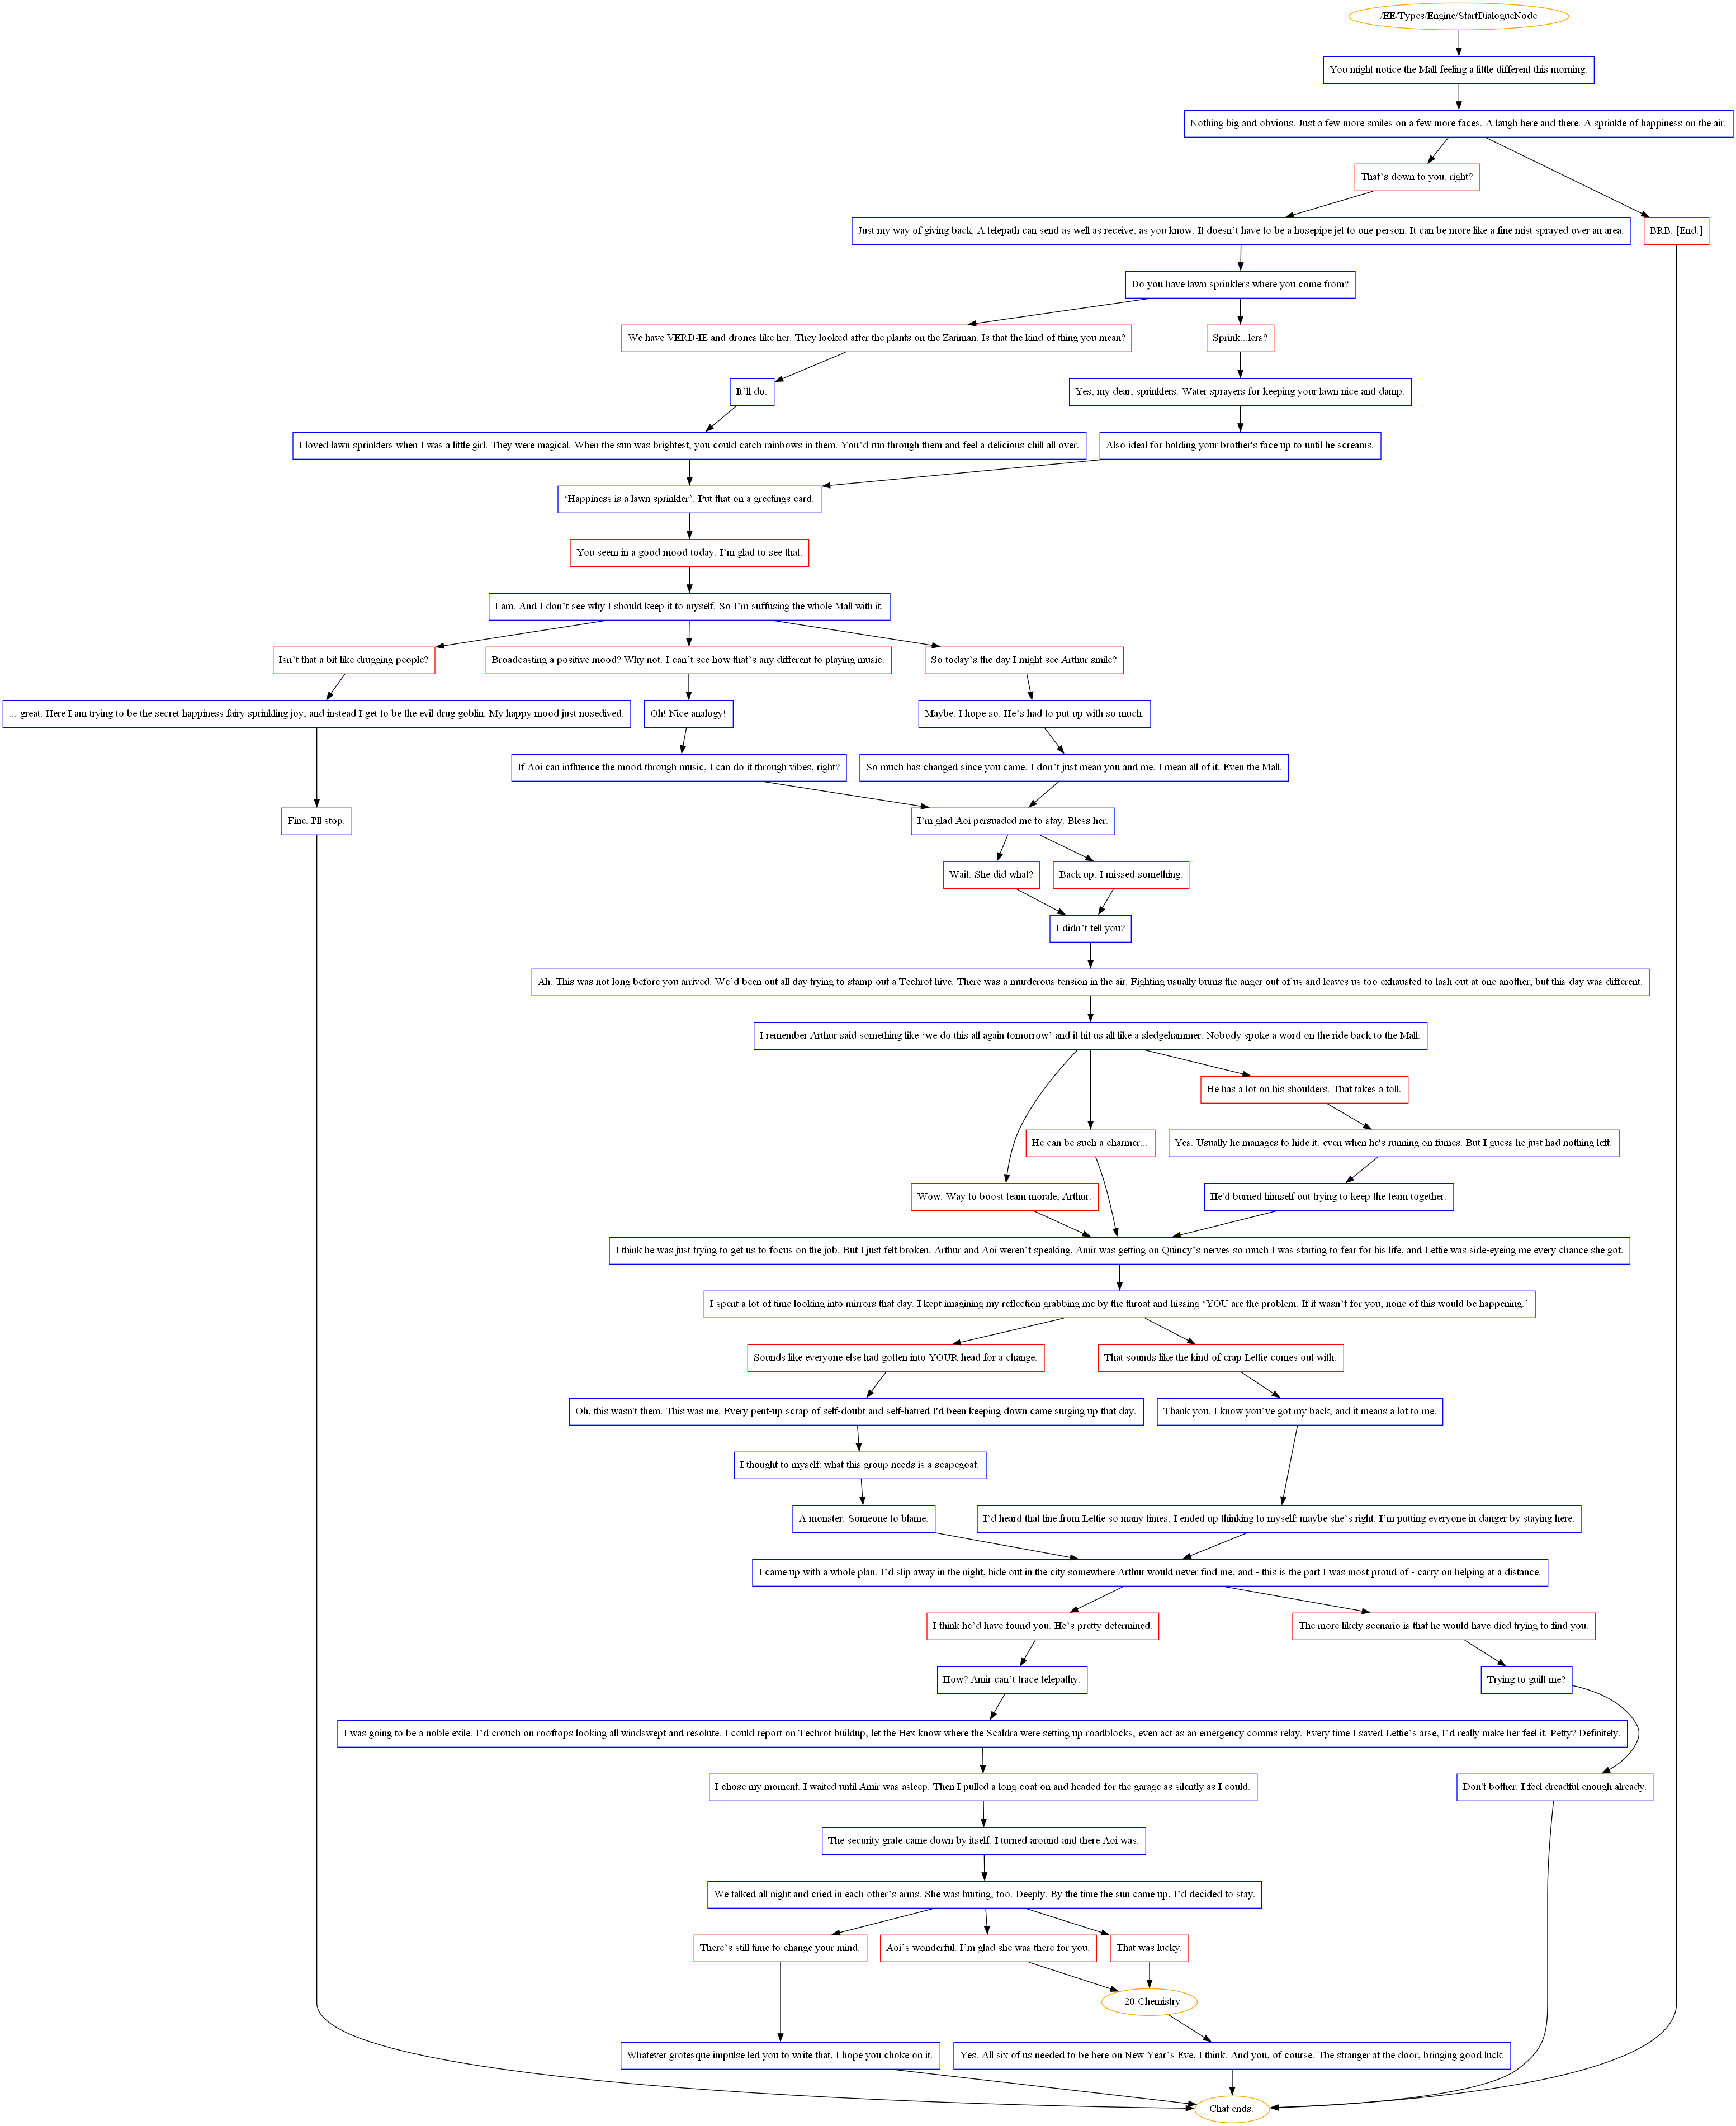 /EE/Types/Engine/StartDialogueNode
You might notice the Mall feeling a little different this morning.
Nothing big and obvious. Just a few more smiles on a few more faces. A laugh here and there. A sprinkle of happiness on the air.
That’s down to you, right?
Just my way of giving back. A telepath can send as well as receive, as you know. It doesn’t have to be a hosepipe jet to one person. It can be more like a fine mist sprayed over an area.
BRB. [End.]
Do you have lawn sprinklers where you come from?
We have VERD-IE and drones like her. They looked after the plants on the Zariman. Is that the kind of thing you mean?
Sprink...lers?
It’ll do.
Yes, my dear, sprinklers. Water sprayers for keeping your lawn nice and damp.
I loved lawn sprinklers when I was a little girl. They were magical. When the sun was brightest, you could catch rainbows in them. You’d run through them and feel a delicious chill all over.
Also ideal for holding your brother's face up to until he screams.
‘Happiness is a lawn sprinkler’. Put that on a greetings card.
You seem in a good mood today. I’m glad to see that.
I am. And I don’t see why I should keep it to myself. So I’m suffusing the whole Mall with it.
Isn’t that a bit like drugging people?
Broadcasting a positive mood? Why not. I can’t see how that’s any different to playing music.
So today’s the day I might see Arthur smile?
... great. Here I am trying to be the secret happiness fairy sprinkling joy, and instead I get to be the evil drug goblin. My happy mood just nosedived.
Oh! Nice analogy!
Maybe. I hope so. He’s had to put up with so much.
If Aoi can influence the mood through music, I can do it through vibes, right?
So much has changed since you came. I don’t just mean you and me. I mean all of it. Even the Mall.
Fine. I'll stop.
I’m glad Aoi persuaded me to stay. Bless her.
Wait. She did what?
Back up. I missed something.
I didn’t tell you?
Ah. This was not long before you arrived. We’d been out all day trying to stamp out a Techrot hive. There was a murderous tension in the air. Fighting usually burns the anger out of us and leaves us too exhausted to lash out at one another, but this day was different.
I remember Arthur said something like ‘we do this all again tomorrow’ and it hit us all like a sledgehammer. Nobody spoke a word on the ride back to the Mall.
He has a lot on his shoulders. That takes a toll.
He can be such a charmer...
Yes. Usually he manages to hide it, even when he's running on fumes. But I guess he just had nothing left.
Wow. Way to boost team morale, Arthur.
He'd burned himself out trying to keep the team together.
I think he was just trying to get us to focus on the job. But I just felt broken. Arthur and Aoi weren’t speaking, Amir was getting on Quincy’s nerves so much I was starting to fear for his life, and Lettie was side-eyeing me every chance she got.
I spent a lot of time looking into mirrors that day. I kept imagining my reflection grabbing me by the throat and hissing ‘YOU are the problem. If it wasn’t for you, none of this would be happening.’
Sounds like everyone else had gotten into YOUR head for a change.
That sounds like the kind of crap Lettie comes out with.
Oh, this wasn't them. This was me. Every pent-up scrap of self-doubt and self-hatred I'd been keeping down came surging up that day.
Thank you. I know you’ve got my back, and it means a lot to me.
I thought to myself: what this group needs is a scapegoat.
A monster. Someone to blame.
I’d heard that line from Lettie so many times, I ended up thinking to myself: maybe she’s right. I’m putting everyone in danger by staying here.
I came up with a whole plan. I’d slip away in the night, hide out in the city somewhere Arthur would never find me, and - this is the part I was most proud of - carry on helping at a distance.
I think he’d have found you. He’s pretty determined.
The more likely scenario is that he would have died trying to find you.
How? Amir can’t trace telepathy.
Trying to guilt me?
I was going to be a noble exile. I’d crouch on rooftops looking all windswept and resolute. I could report on Techrot buildup, let the Hex know where the Scaldra were setting up roadblocks, even act as an emergency comms relay. Every time I saved Lettie’s arse, I’d really make her feel it. Petty? Definitely.
I chose my moment. I waited until Amir was asleep. Then I pulled a long coat on and headed for the garage as silently as I could.
Don't bother. I feel dreadful enough already.
The security grate came down by itself. I turned around and there Aoi was.
We talked all night and cried in each other’s arms. She was hurting, too. Deeply. By the time the sun came up, I’d decided to stay.
There’s still time to change your mind.
Aoi’s wonderful. I’m glad she was there for you.
That was lucky.
+20 Chemistry
Whatever grotesque impulse led you to write that, I hope you choke on it.
Yes. All six of us needed to be here on New Year’s Eve, I think. And you, of course. The stranger at the door, bringing good luck.
Chat ends.